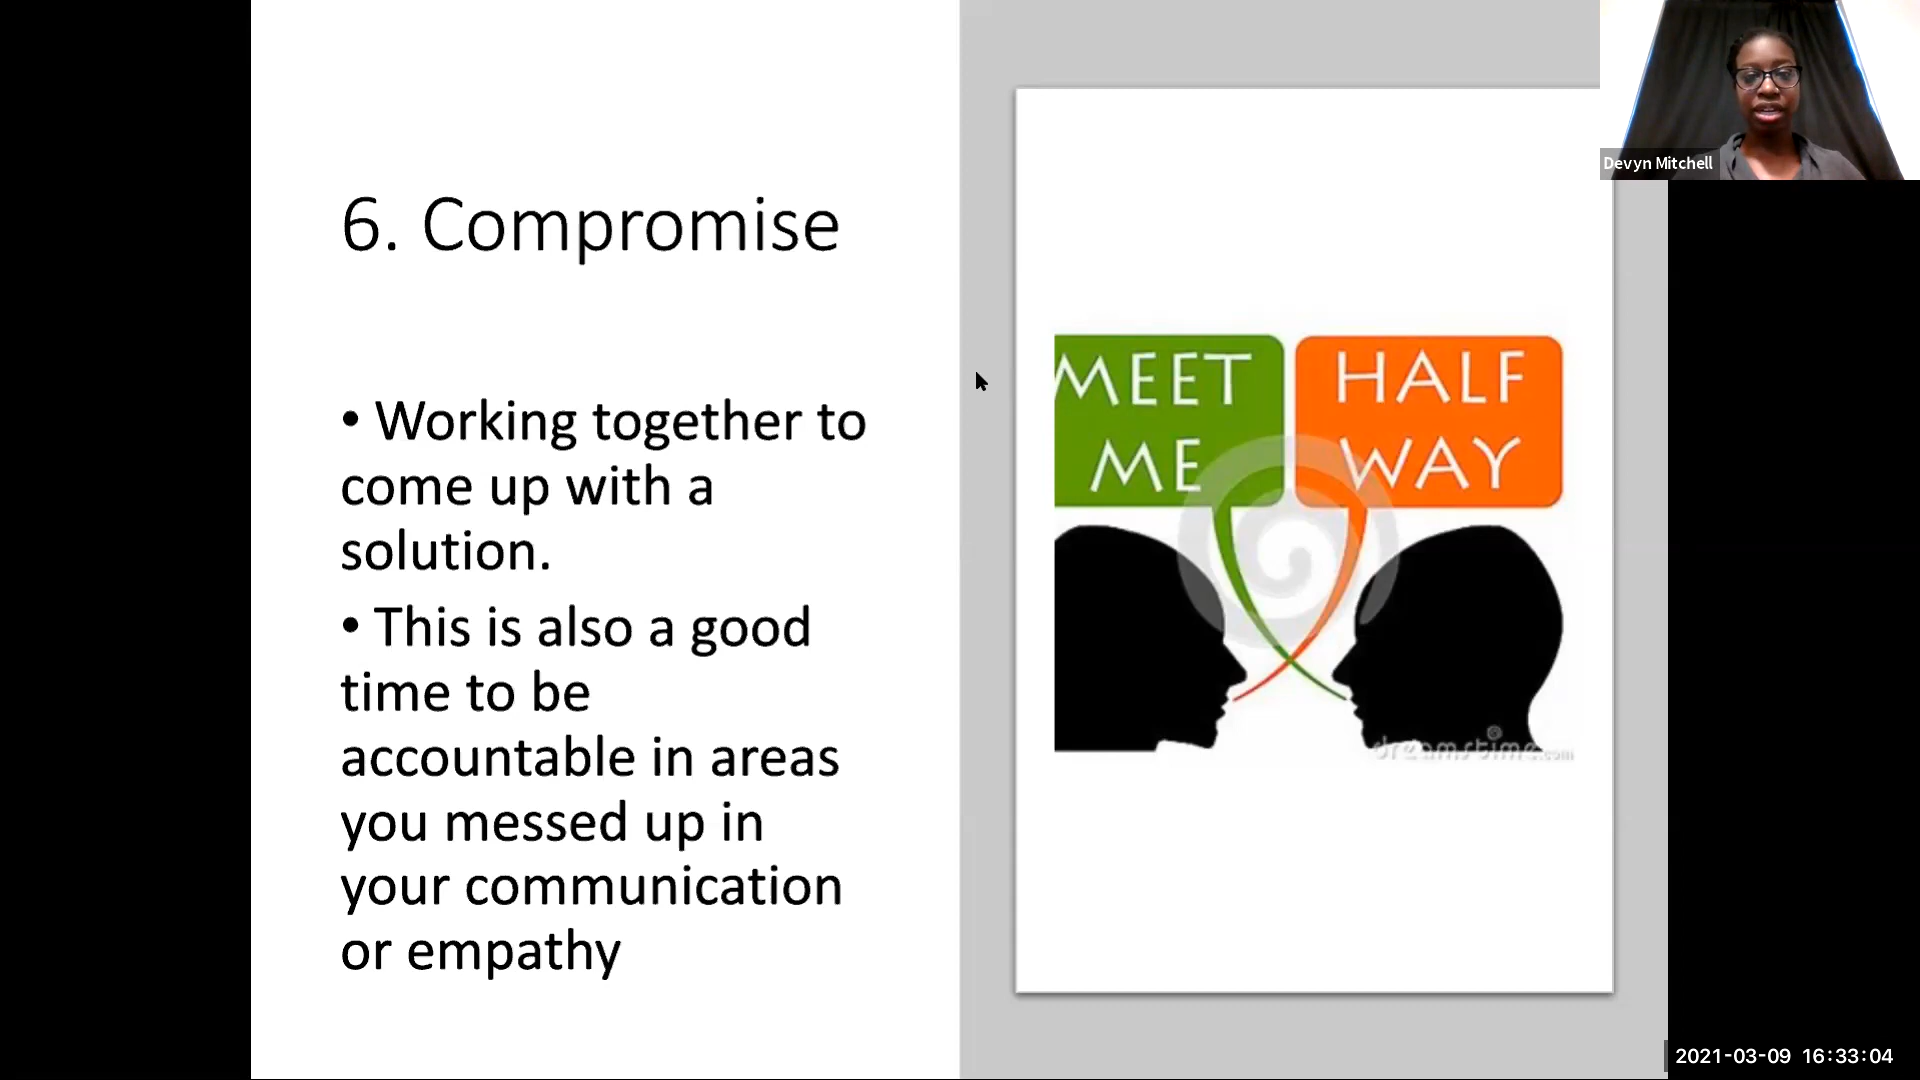 6. Compromise
• Working together to
come up with a
solution.
• This is also a good
time to be
accountable in areas
you messed up in
your communication
or empathy
MEET
ME
HALF
WAY
dreamstime.com
Devyn Mitchell
2021-03-09 16:33:04